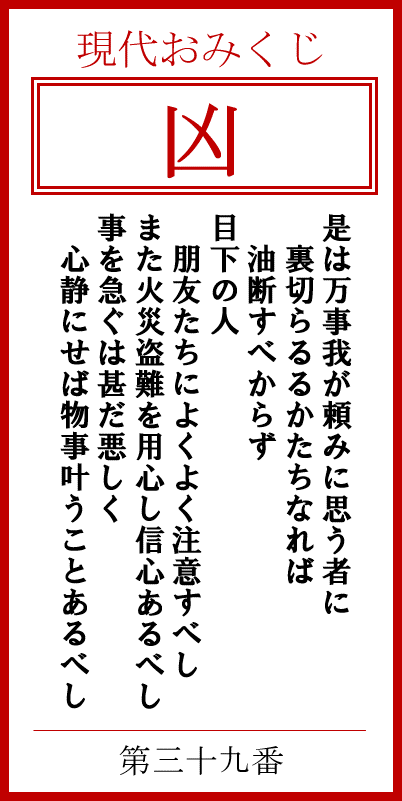 現代おみくじ
凶
是は万事我が頼みに思う者に
裏切らるるかたちなれば
油断すべからず
目下の人
朋友たちによくよく注意すべし
また火災盗難を用心し信心あるべし
事を急ぐは甚だ悪しく
心静にせば物事叶うことあるべし
第三十九番